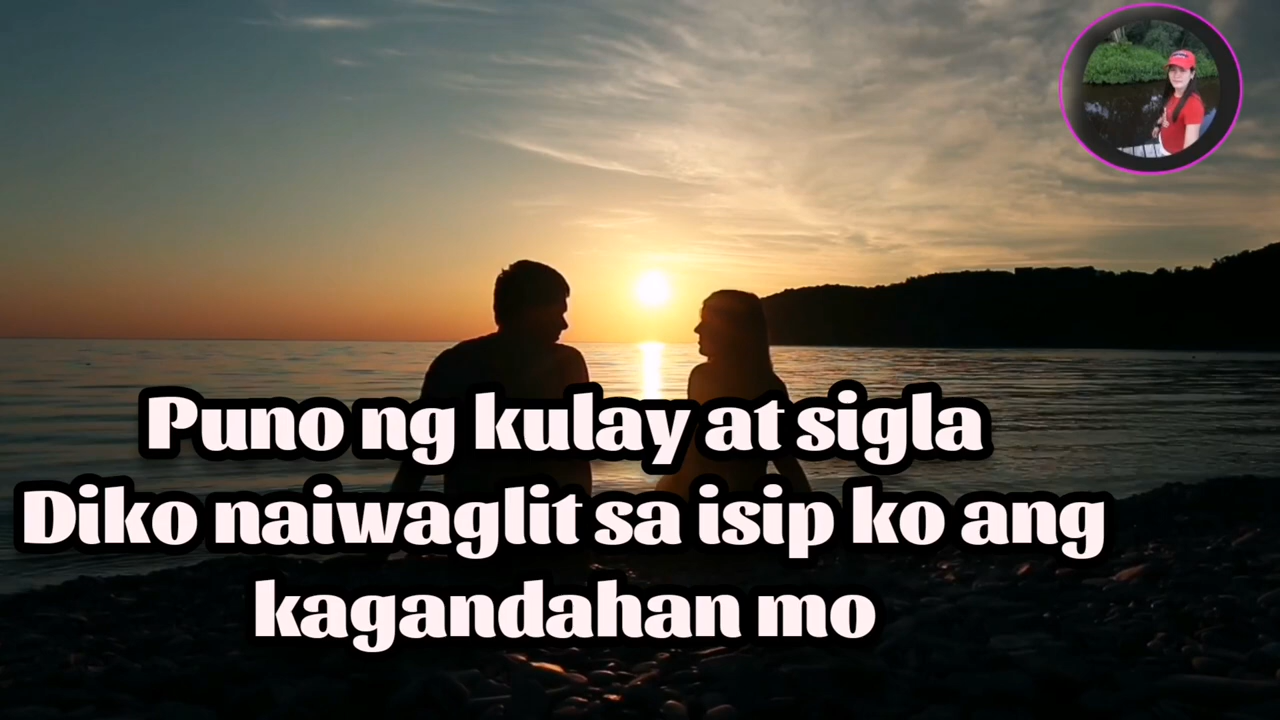 Puno ng kulay at sigla
Diko naiwaglit sa isip ko ang
kagandahan mo